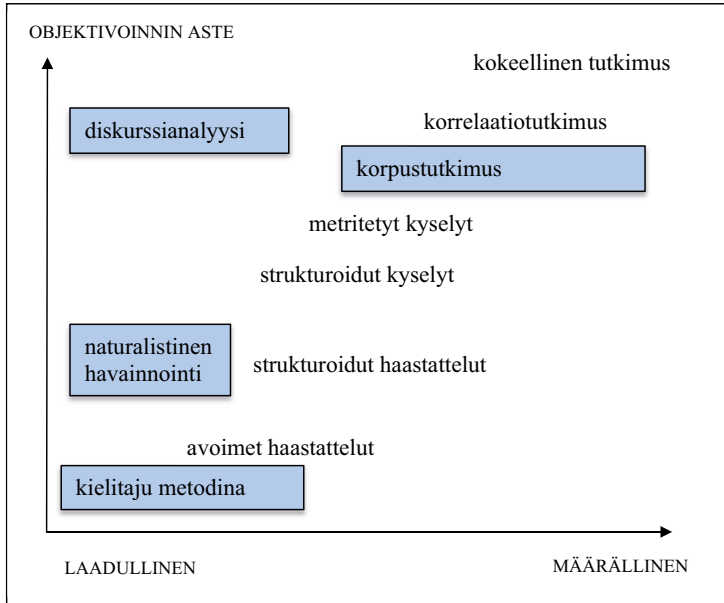 OBJEKTIVOINNIN ASTE
kokeellinen tutkimus
diskurssianalyysi
korrelaatiotutkimus
korpustutkimus
metritetyt kyselyt
strukturoidut kyselyt
naturalistinen
havainnointi
strukturoidut haastattelut
avoimet haastattelut
kielitaju metodina
LAADULLINEN
MÄÄRÄLLINEN